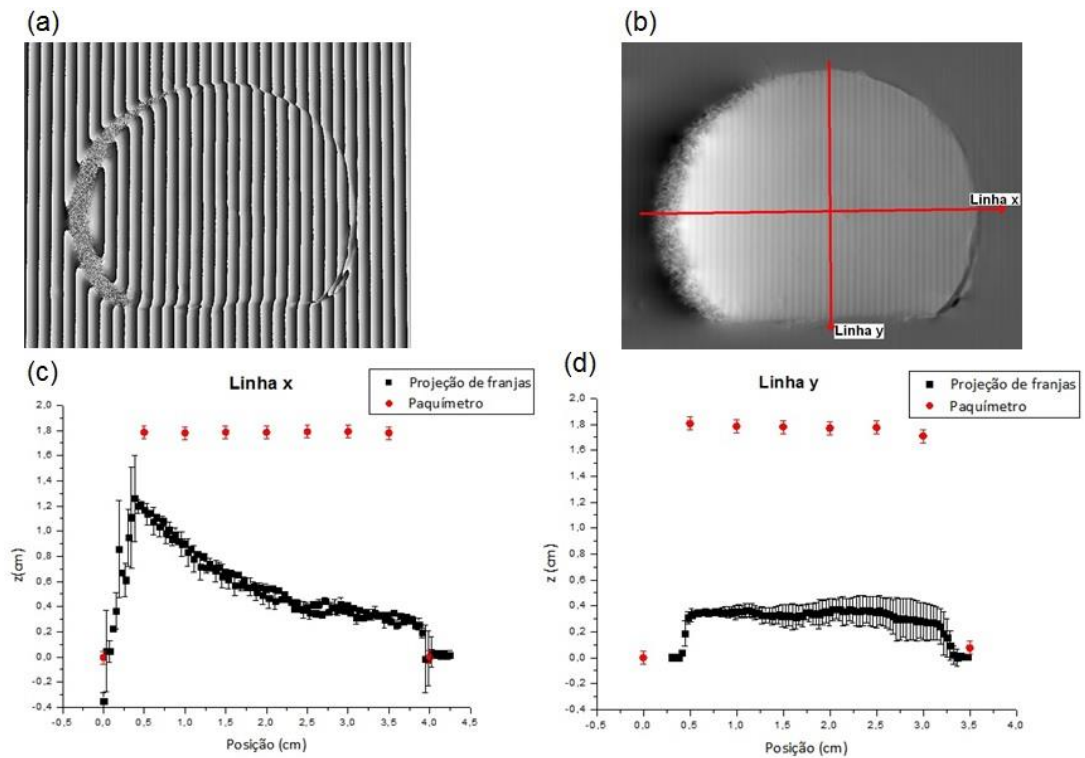 (a)
(b)
Linha x
Linha y
(c)
Linha x
Projeção de franjas
Paquímetro
2,0
1,8
1,6
1,4
1,2
1,0
0,8
0,6
0,4
0,2
0,0
-0,2
-0,4
z(cm)
-0,5
0,0
0,5
1,0
1,5
2,0
2,5
3,0
3,5
4,0
4,5
Posição (cm)
(d)
Linha y
Projeção de franjas
Paquímetro
2,0
1,8
1,6
1,4
1,2
1,0
0,8
0,6
0,4
0,2
0,0
-0,2
-0,4
z (cm)
-0,5
0,0
0,5
1,0
1,5
2,0
2,5
3,0
3,5
4,0
Posição (cm)